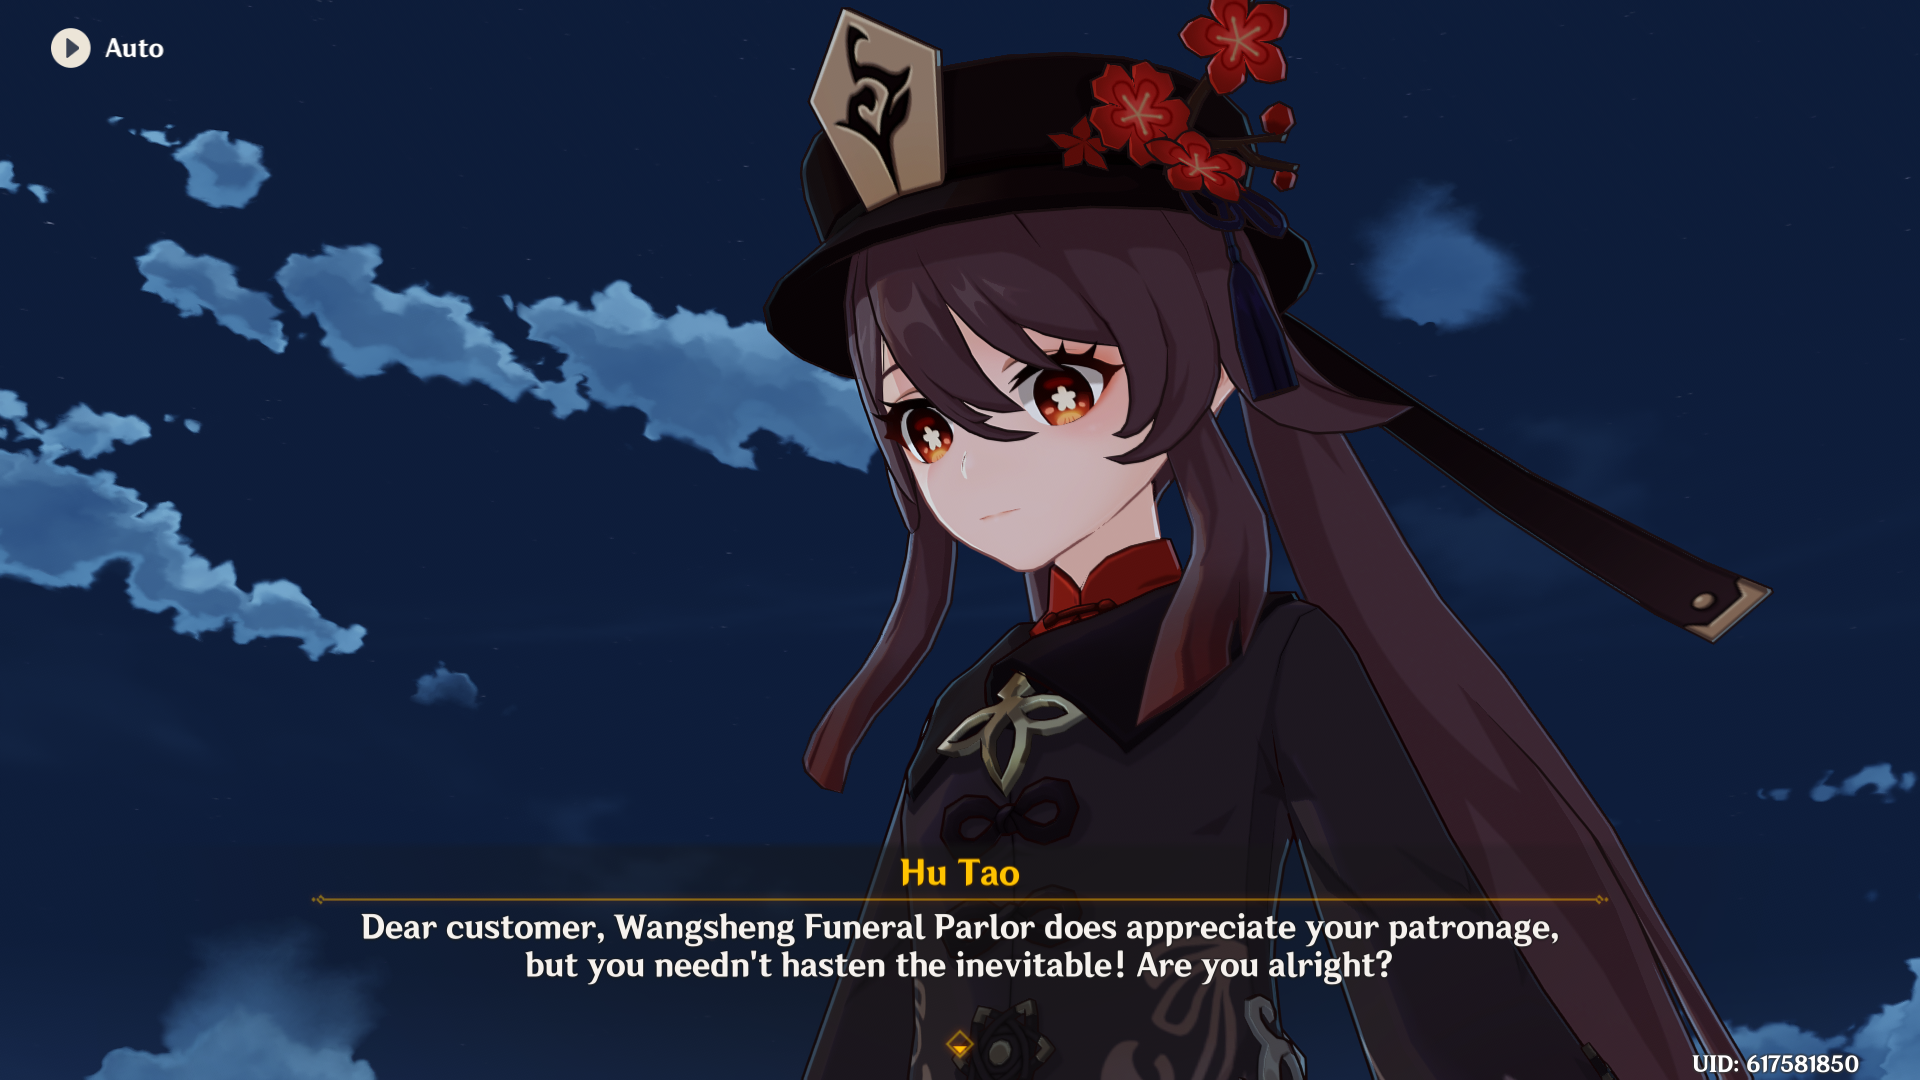 Auto
Hu Tao
Dear customer, Wangsheng Funeral Parlor does appreciate your patronage,
but you needn't hasten the inevitable! Are you alright?
UID: 617581850